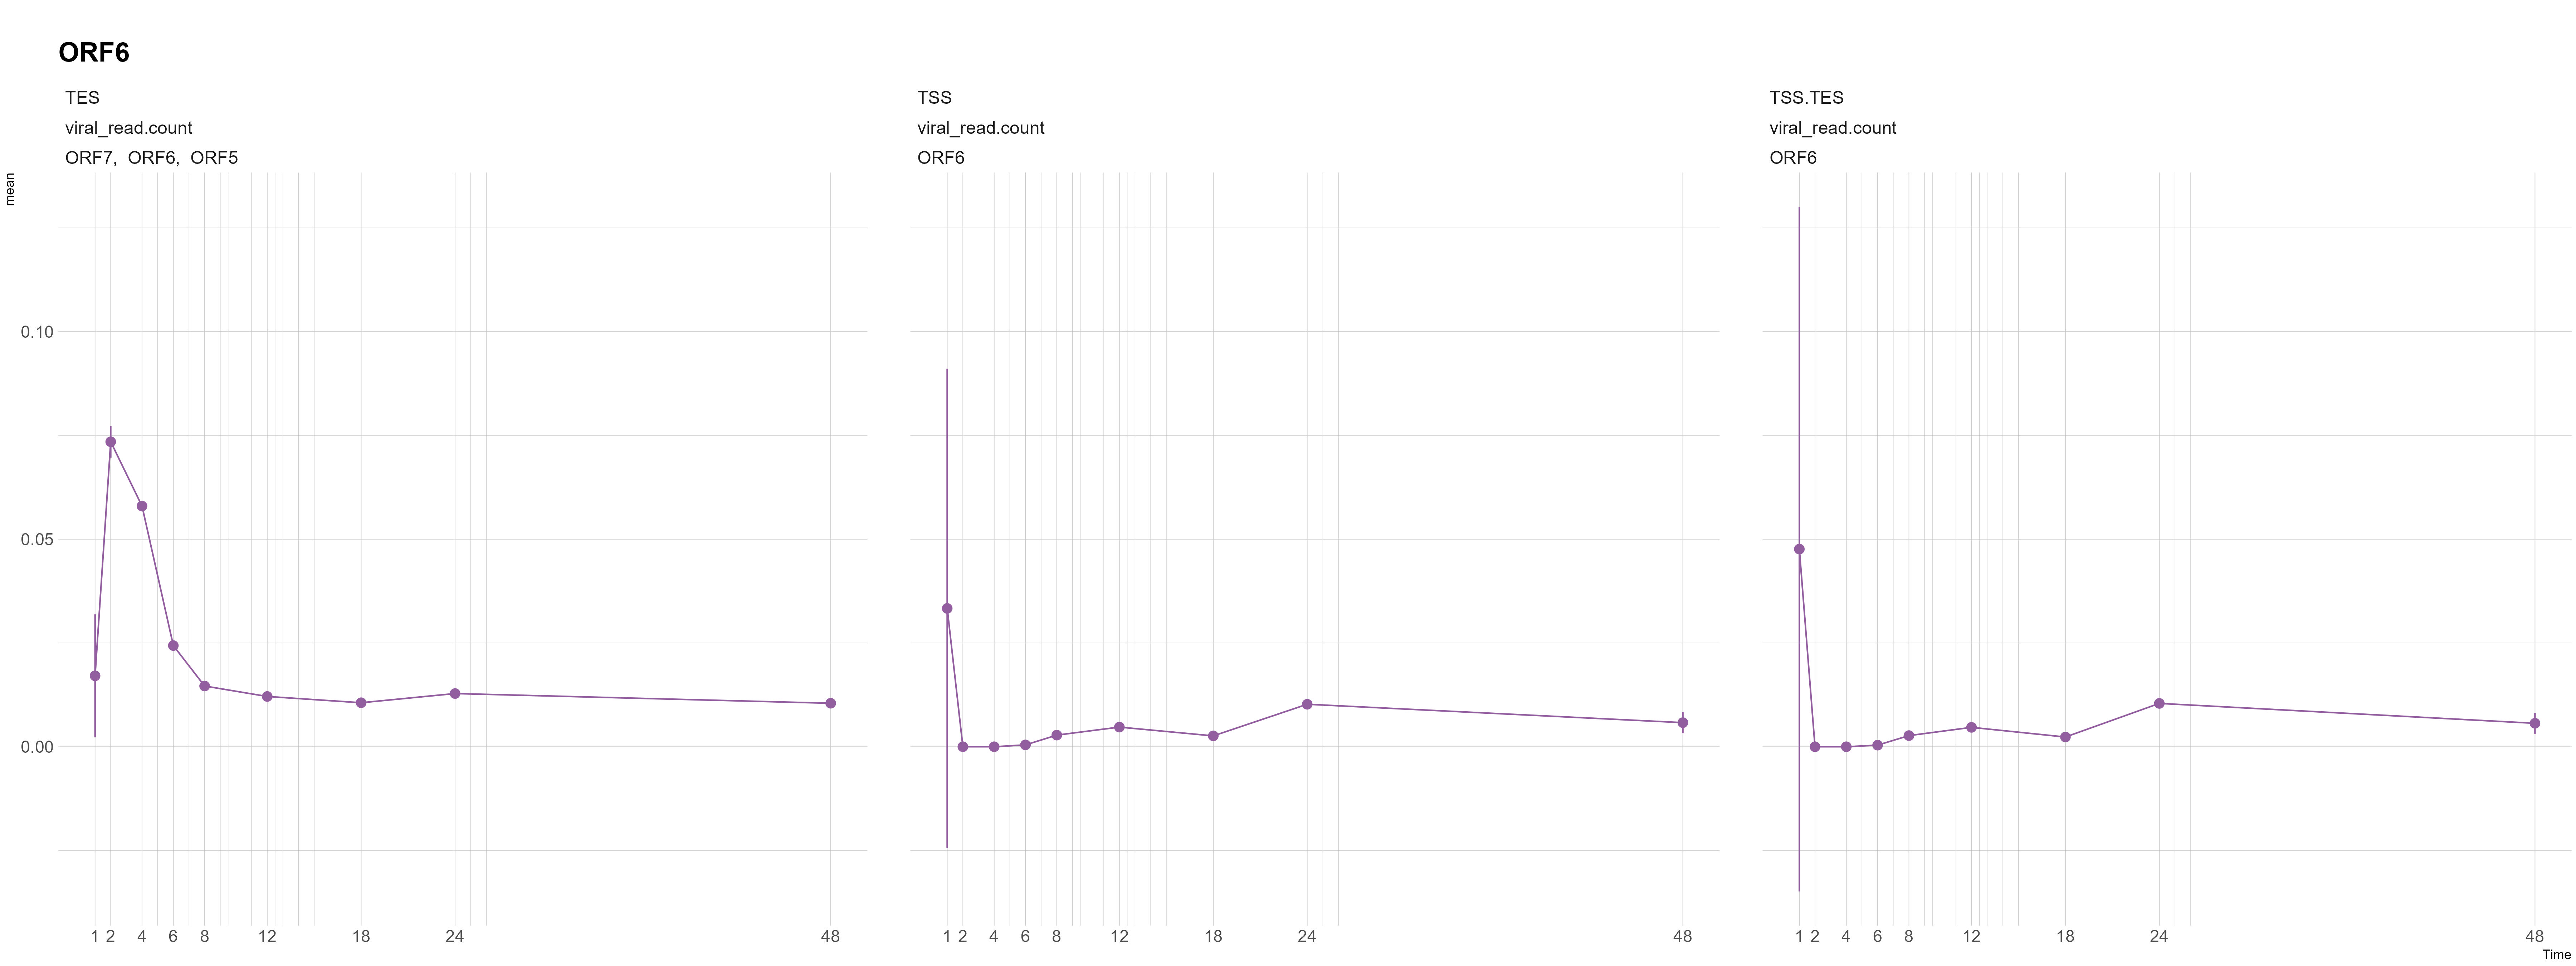 ORF6
TES
viral_read.count
ORF7,  ORF6,  ORF5
TSS
viral_read.count
ORF6
TSS.TES
viral_read.count
ORF6
mean
0.10
0.05
0.00
1 2 4 6 8 12 18 24 48
1 2 4 6 8 12 18 24 48
1 2 4 6 8 12 18 24 48
Time